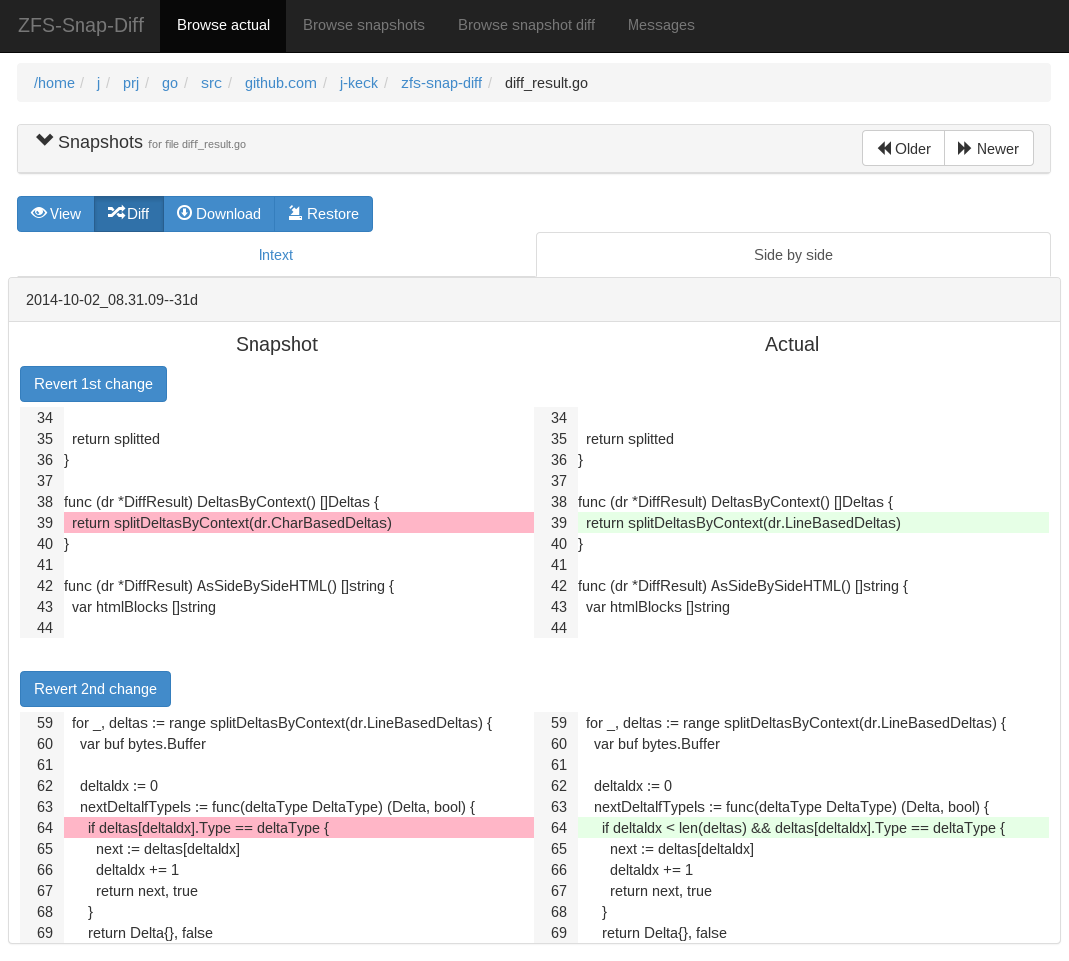 ZFS-Snap-Diff Browse actual Browse snapshots Browse snapshot diff Messages
/home / j / prj / go / src / github.com / j-keck / zfs-snap-diff / diff_result.go
Snapshots for file diff_result.go Older Newer
View Diff Download Restore
Intext Side by side
2014-10-02_08.31.09--31d
Snapshot Actual
Revert 1st change
34 34
35 return splitted 35 return splitted
36 } 36 }
37 37
38 func (dr *DiffResult) DeltasByContext() []Deltas { 38 func (dr *DiffResult) DeltasByContext() []Deltas {
39 return splitDeltasByContext(dr.CharBasedDeltas) 39 return splitDeltasByContext(dr.LineBasedDeltas)
40 } 40 }
41 41
42 func (dr *DiffResult) AsSideBySideHTML() []string { 42 func (dr *DiffResult) AsSideBySideHTML() []string {
43 var htmlBlocks []string 43 var htmlBlocks []string
44 44
Revert 2nd change
59 for _, deltas := range splitDeltasByContext(dr.LineBasedDeltas) { 59 for _, deltas := range splitDeltasByContext(dr.LineBasedDeltas) {
60 var buf bytes.Buffer 60 var buf bytes.Buffer
61 61
62 deltaIdx := 0 62 deltaIdx := 0
63 nextDeltaIfTypeIs := func(deltaType DeltaType) (Delta, bool) { 63 nextDeltaIfTypeIs := func(deltaType DeltaType) (Delta, bool) {
64 if deltas[deltaIdx].Type == deltaType { 64 if deltaIdx < len(deltas) && deltas[deltaIdx].Type == deltaType {
65 next := deltas[deltaIdx] 65 next := deltas[deltaIdx]
66 deltaIdx += 1 66 deltaIdx += 1
67 return next, true 67 return next, true
68 } 68 }
69 return Delta{}, false 69 return Delta{}, false